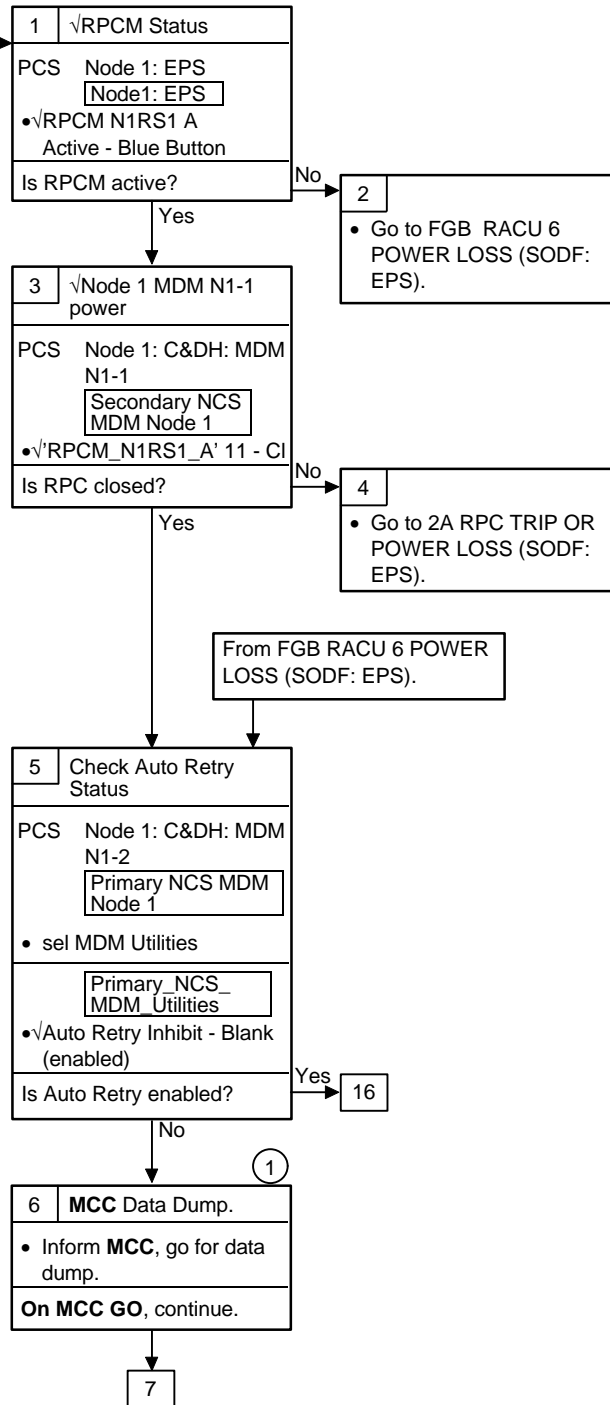 1 √RPCM Status
PCS Node 1: EPS
Node1: EPS
•√RPCM N1RS1 A
Active - Blue Button
Is RPCM active?
No
Yes
2
• Go to FGB RACU 6
POWER LOSS (SODF:
EPS).
3 √Node 1 MDM N1-1
power
PCS Node 1: C&DH: MDM
N1-1
Secondary NCS
MDM Node 1
•√'RPCM_N1RS1_A' 11 - Cl
Is RPC closed?
No
Yes
4
• Go to 2A RPC TRIP OR
POWER LOSS (SODF:
EPS).
From FGB RACU 6 POWER
LOSS (SODF: EPS).
5 Check Auto Retry
Status
PCS Node 1: C&DH: MDM
N1-2
Primary NCS MDM
Node 1
• sel MDM Utilities
Primary_NCS_
MDM_Utilities
•√Auto Retry Inhibit - Blank
(enabled)
Is Auto Retry enabled?
Yes
16
No
1
6 MCC Data Dump.
• Inform MCC, go for data
dump.
On MCC GO, continue.
7